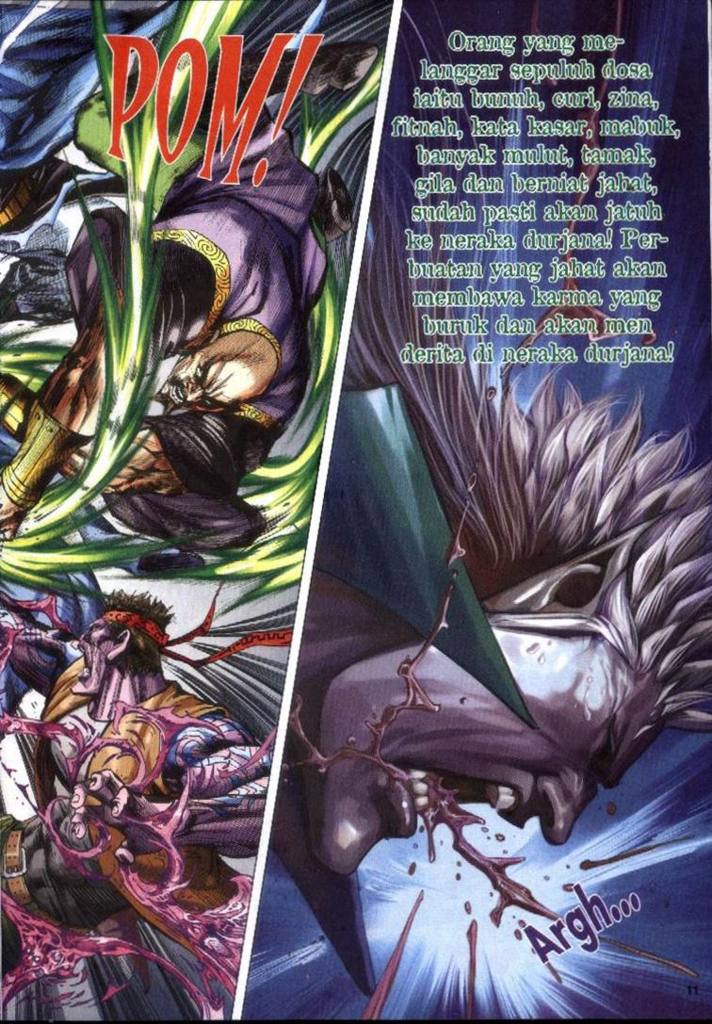 POM!
Orang yang me-
langgar sepuluh dosa
iaitu bunuh, curi, zina,
fitnah, kata kasar, mabuk,
banyak mulut, tamak,
gila dan berniat jahat,
sudah pasti akan jatuh
ke neraka durjana! Per-
buatan yang jahat akan
membawa karma yang
buruk dan akan men
derita di neraka durjana!
Argh...
11